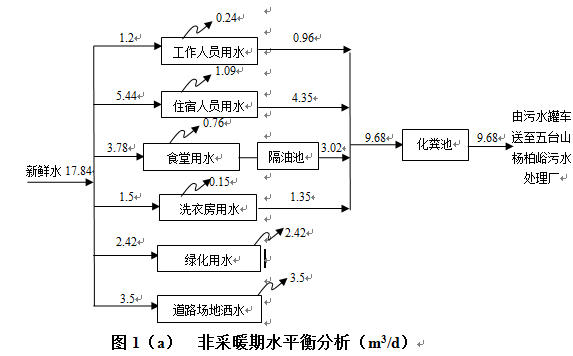 0.24
1.2
工作人员用水
0.96
1.09
5.44
住宿人员用水
4.35
0.76
3.78
食堂用水
隔油池
3.02
9.68
化粪池
9.68
由污水罐车
送至五台山
杨柏峪污水
处理厂
新鲜水 17.84
0.15
1.5
洗衣房用水
1.35
2.42
绿化用水
2.42
3.5
道路场地洒水
3.5
图 1（a） 非采暖期水平衡分析（m³/d）